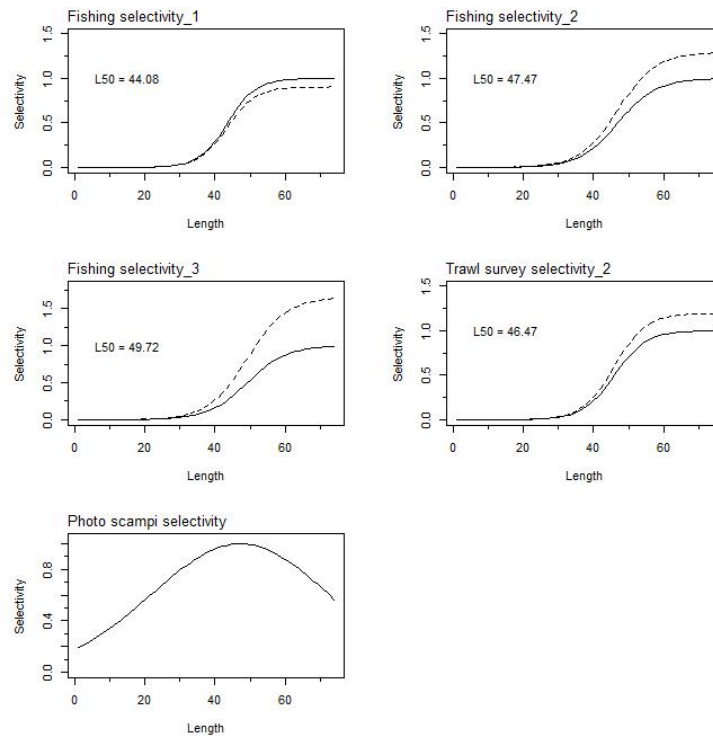 Fishing selectivity_1
Fishing selectivity_2
1.5
1.0
0.5
0.0
Selectivity
L50 = 44.08
0 20 40 60
Length
1.5
1.0
0.5
0.0
Selectivity
L50 = 47.47
0 20 40 60
Length
Fishing selectivity_3
Trawl survey selectivity_2
1.5
1.0
0.5
0.0
Selectivity
L50 = 49.72
0 20 40 60
Length
1.5
1.0
0.5
0.0
Selectivity
L50 = 46.47
0 20 40 60
Length
Photo scampi selectivity
0.8
0.4
0.0
Selectivity
0 20 40 60
Length